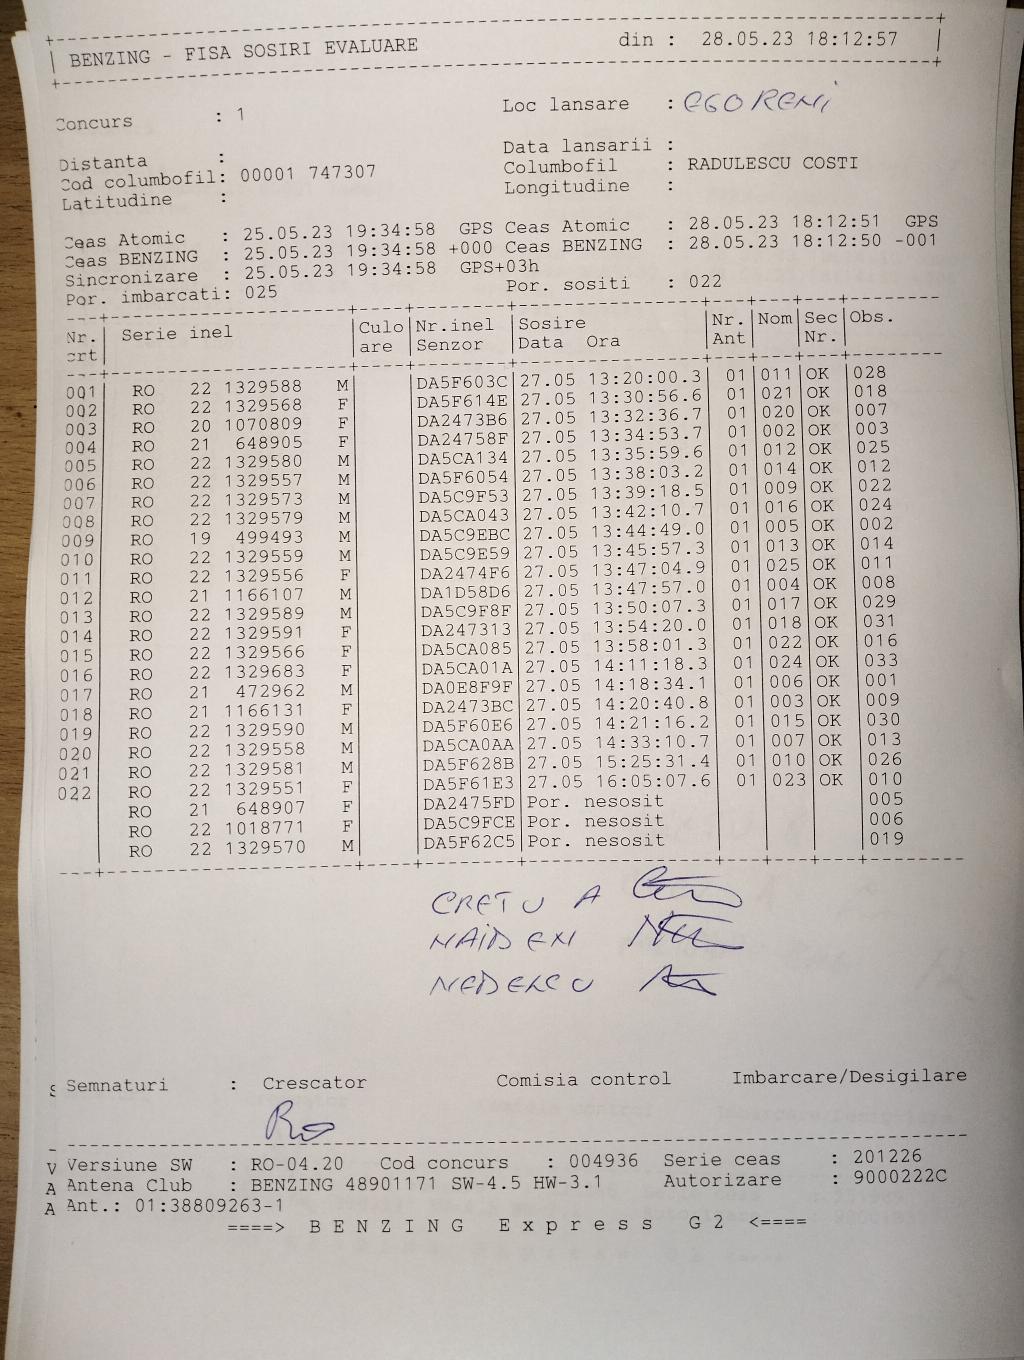 BENZING - FISA SOSIRI EVALUARE din : 28.05.23 18:12:57
Concurs : 1 Loc lansare : EGORENI
Distanta : Data lansarii :
Cod columbofil: 00001 747307 Columbofil : RADULESCU COSTI
Latitudine : Longitudine :
Ceas Atomic : 25.05.23 19:34:58 GPS Ceas Atomic : 28.05.23 18:12:51 GPS
Ceas BENZING : 25.05.23 19:34:58 +000 Ceas BENZING : 28.05.23 18:12:50 -001
Sincronizare : 25.05.23 19:34:58 GPS+03h
Por. imbarcati: 025 Por. sositi : 022
Nr. Serie inel Culo Nr.inel Sosire Nr. Nom Sec Obs.
crt are Senzor Data Ora Ant Nr.
001 RO 22 1329588 M DA5F603C 27.05 13:20:00.3 01 011 OK 028
002 RO 22 1329568 F DA5F614E 27.05 13:30:56.6 01 021 OK 018
003 RO 20 1070809 F DA2473B6 27.05 13:32:36.7 01 020 OK 007
004 RO 21 648905 F DA24758F 27.05 13:34:53.7 01 002 OK 003
005 RO 22 1329580 M DA5CA134 27.05 13:35:59.6 01 012 OK 025
006 RO 22 1329557 M DA5F6054 27.05 13:38:03.2 01 014 OK 012
007 RO 22 1329573 M DA5C9F53 27.05 13:39:18.5 01 009 OK 022
008 RO 22 1329579 M DA5CA043 27.05 13:42:10.7 01 016 OK 024
009 RO 19 499493 M DA5C9EBC 27.05 13:44:49.0 01 005 OK 002
010 RO 22 1329559 M DA5C9E59 27.05 13:45:57.3 01 013 OK 014
011 RO 22 1329556 F DA2474F6 27.05 13:47:04.9 01 025 OK 011
012 RO 21 1166107 M DA1D58D6 27.05 13:47:57.0 01 004 OK 008
013 RO 22 1329589 M DA5C9F8F 27.05 13:50:07.3 01 017 OK 029
014 RO 22 1329591 F DA247313 27.05 13:54:20.0 01 018 OK 031
015 RO 22 1329566 F DA5CA085 27.05 13:58:01.3 01 022 OK 016
016 RO 22 1329683 F DA5CA01A 27.05 14:11:18.3 01 024 OK 033
017 RO 21 472962 M DA0E8F9F 27.05 14:18:34.1 01 006 OK 001
018 RO 21 1166131 F DA2473BC 27.05 14:20:40.8 01 003 OK 009
019 RO 22 1329590 M DA5F60E6 27.05 14:21:16.2 01 015 OK 030
020 RO 22 1329558 M DA5CA0AA 27.05 14:33:10.7 01 007 OK 013
021 RO 22 1329581 M DA5F628B 27.05 15:25:31.4 01 010 OK 026
022 RO 22 1329551 F DA5F61E3 27.05 16:05:07.6 01 023 OK 010
RO 21 648907 F DA2475FD Por. nesosit 005
RO 22 1018771 F DA5C9FCE Por. nesosit 006
RO 22 1329570 M DA5F62C5 Por. nesosit 019
CRETU A
NAIDEN
NEDELCU
Semnaturi : Crescator Comisia control Imbarcare/Desigilare
Versiune SW : RO-04.20 Cod concurs : 004936 Serie ceas : 201226
Antena Club : BENZING 48901171 SW-4.5 HW-3.1 Autorizare : 9000222C
Ant.: 01:38809263-1
====> BENZING Express G2 <====